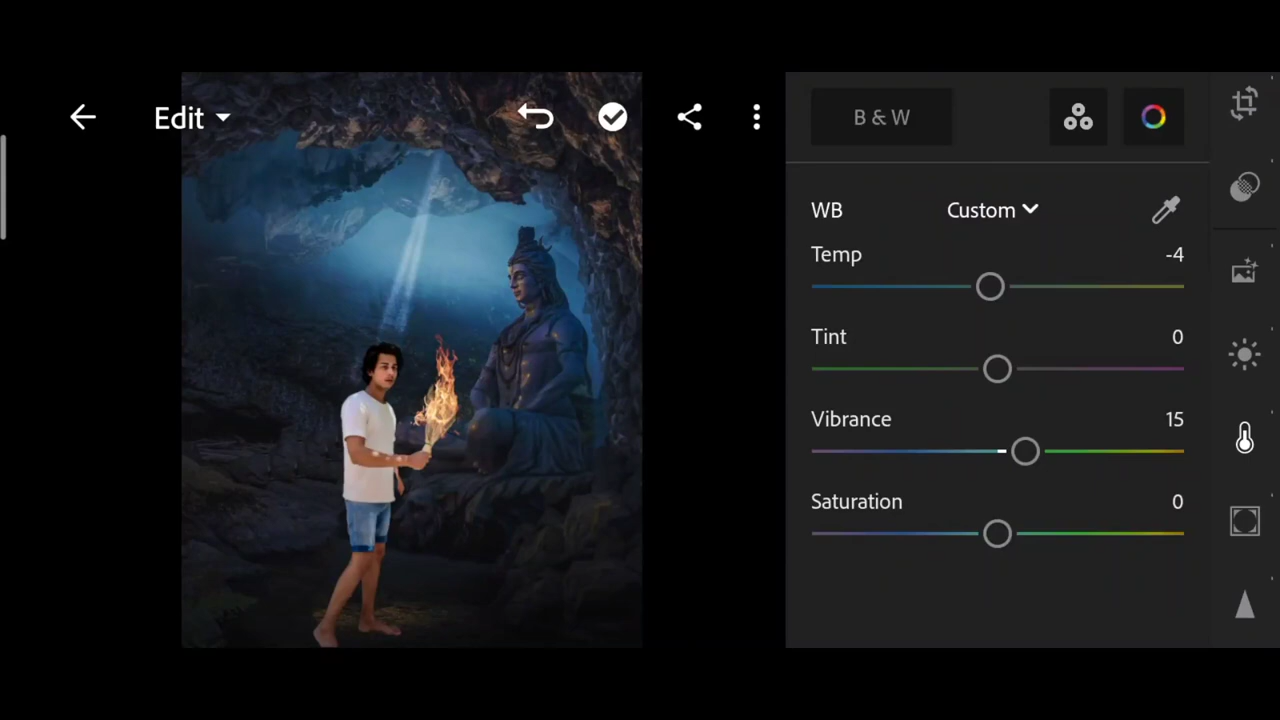 Edit
B & W
WB Custom
Temp -4
Tint 0
Vibrance 15
Saturation 0